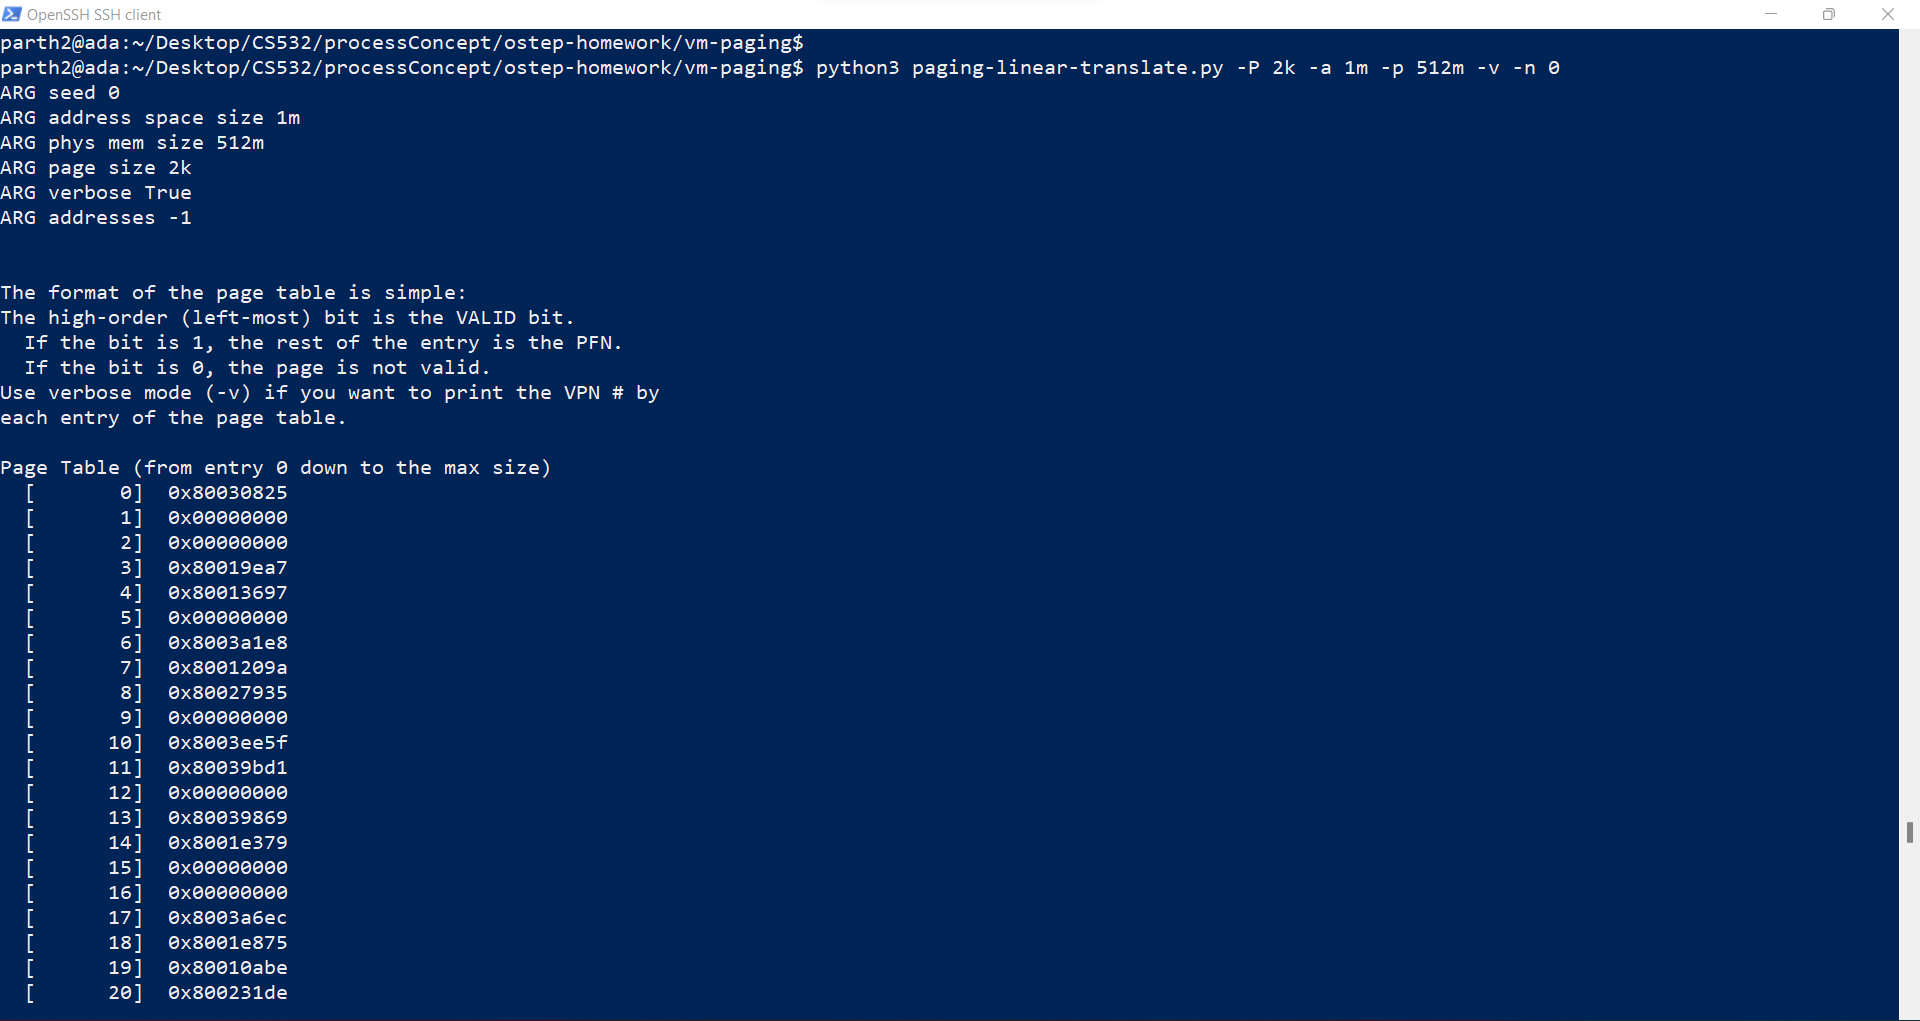 OpenSSH SSH client
parth2@ada:~/Desktop/CS532/processConcept/ostep-homework/vm-paging$
parth2@ada:~/Desktop/CS532/processConcept/ostep-homework/vm-paging$ python3 paging-linear-translate.py -P 2k -a 1m -p 512m -v -n 0
ARG seed 0
ARG address space size 1m
ARG phys mem size 512m
ARG page size 2k
ARG verbose True
ARG addresses -1
The format of the page table is simple:
The high-order (left-most) bit is the VALID bit.
  If the bit is 1, the rest of the entry is the PFN.
  If the bit is 0, the page is not valid.
Use verbose mode (-v) if you want to print the VPN # by
each entry of the page table.
Page Table (from entry 0 down to the max size)
  [       0]  0x80030825
  [       1]  0x00000000
  [       2]  0x00000000
  [       3]  0x80019ea7
  [       4]  0x80013697
  [       5]  0x00000000
  [       6]  0x8003a1e8
  [       7]  0x8001209a
  [       8]  0x80027935
  [       9]  0x00000000
  [      10]  0x8003ee5f
  [      11]  0x80039bd1
  [      12]  0x00000000
  [      13]  0x80039869
  [      14]  0x8001e379
  [      15]  0x00000000
  [      16]  0x00000000
  [      17]  0x8003a6ec
  [      18]  0x8001e875
  [      19]  0x80010abe
  [      20]  0x800231de